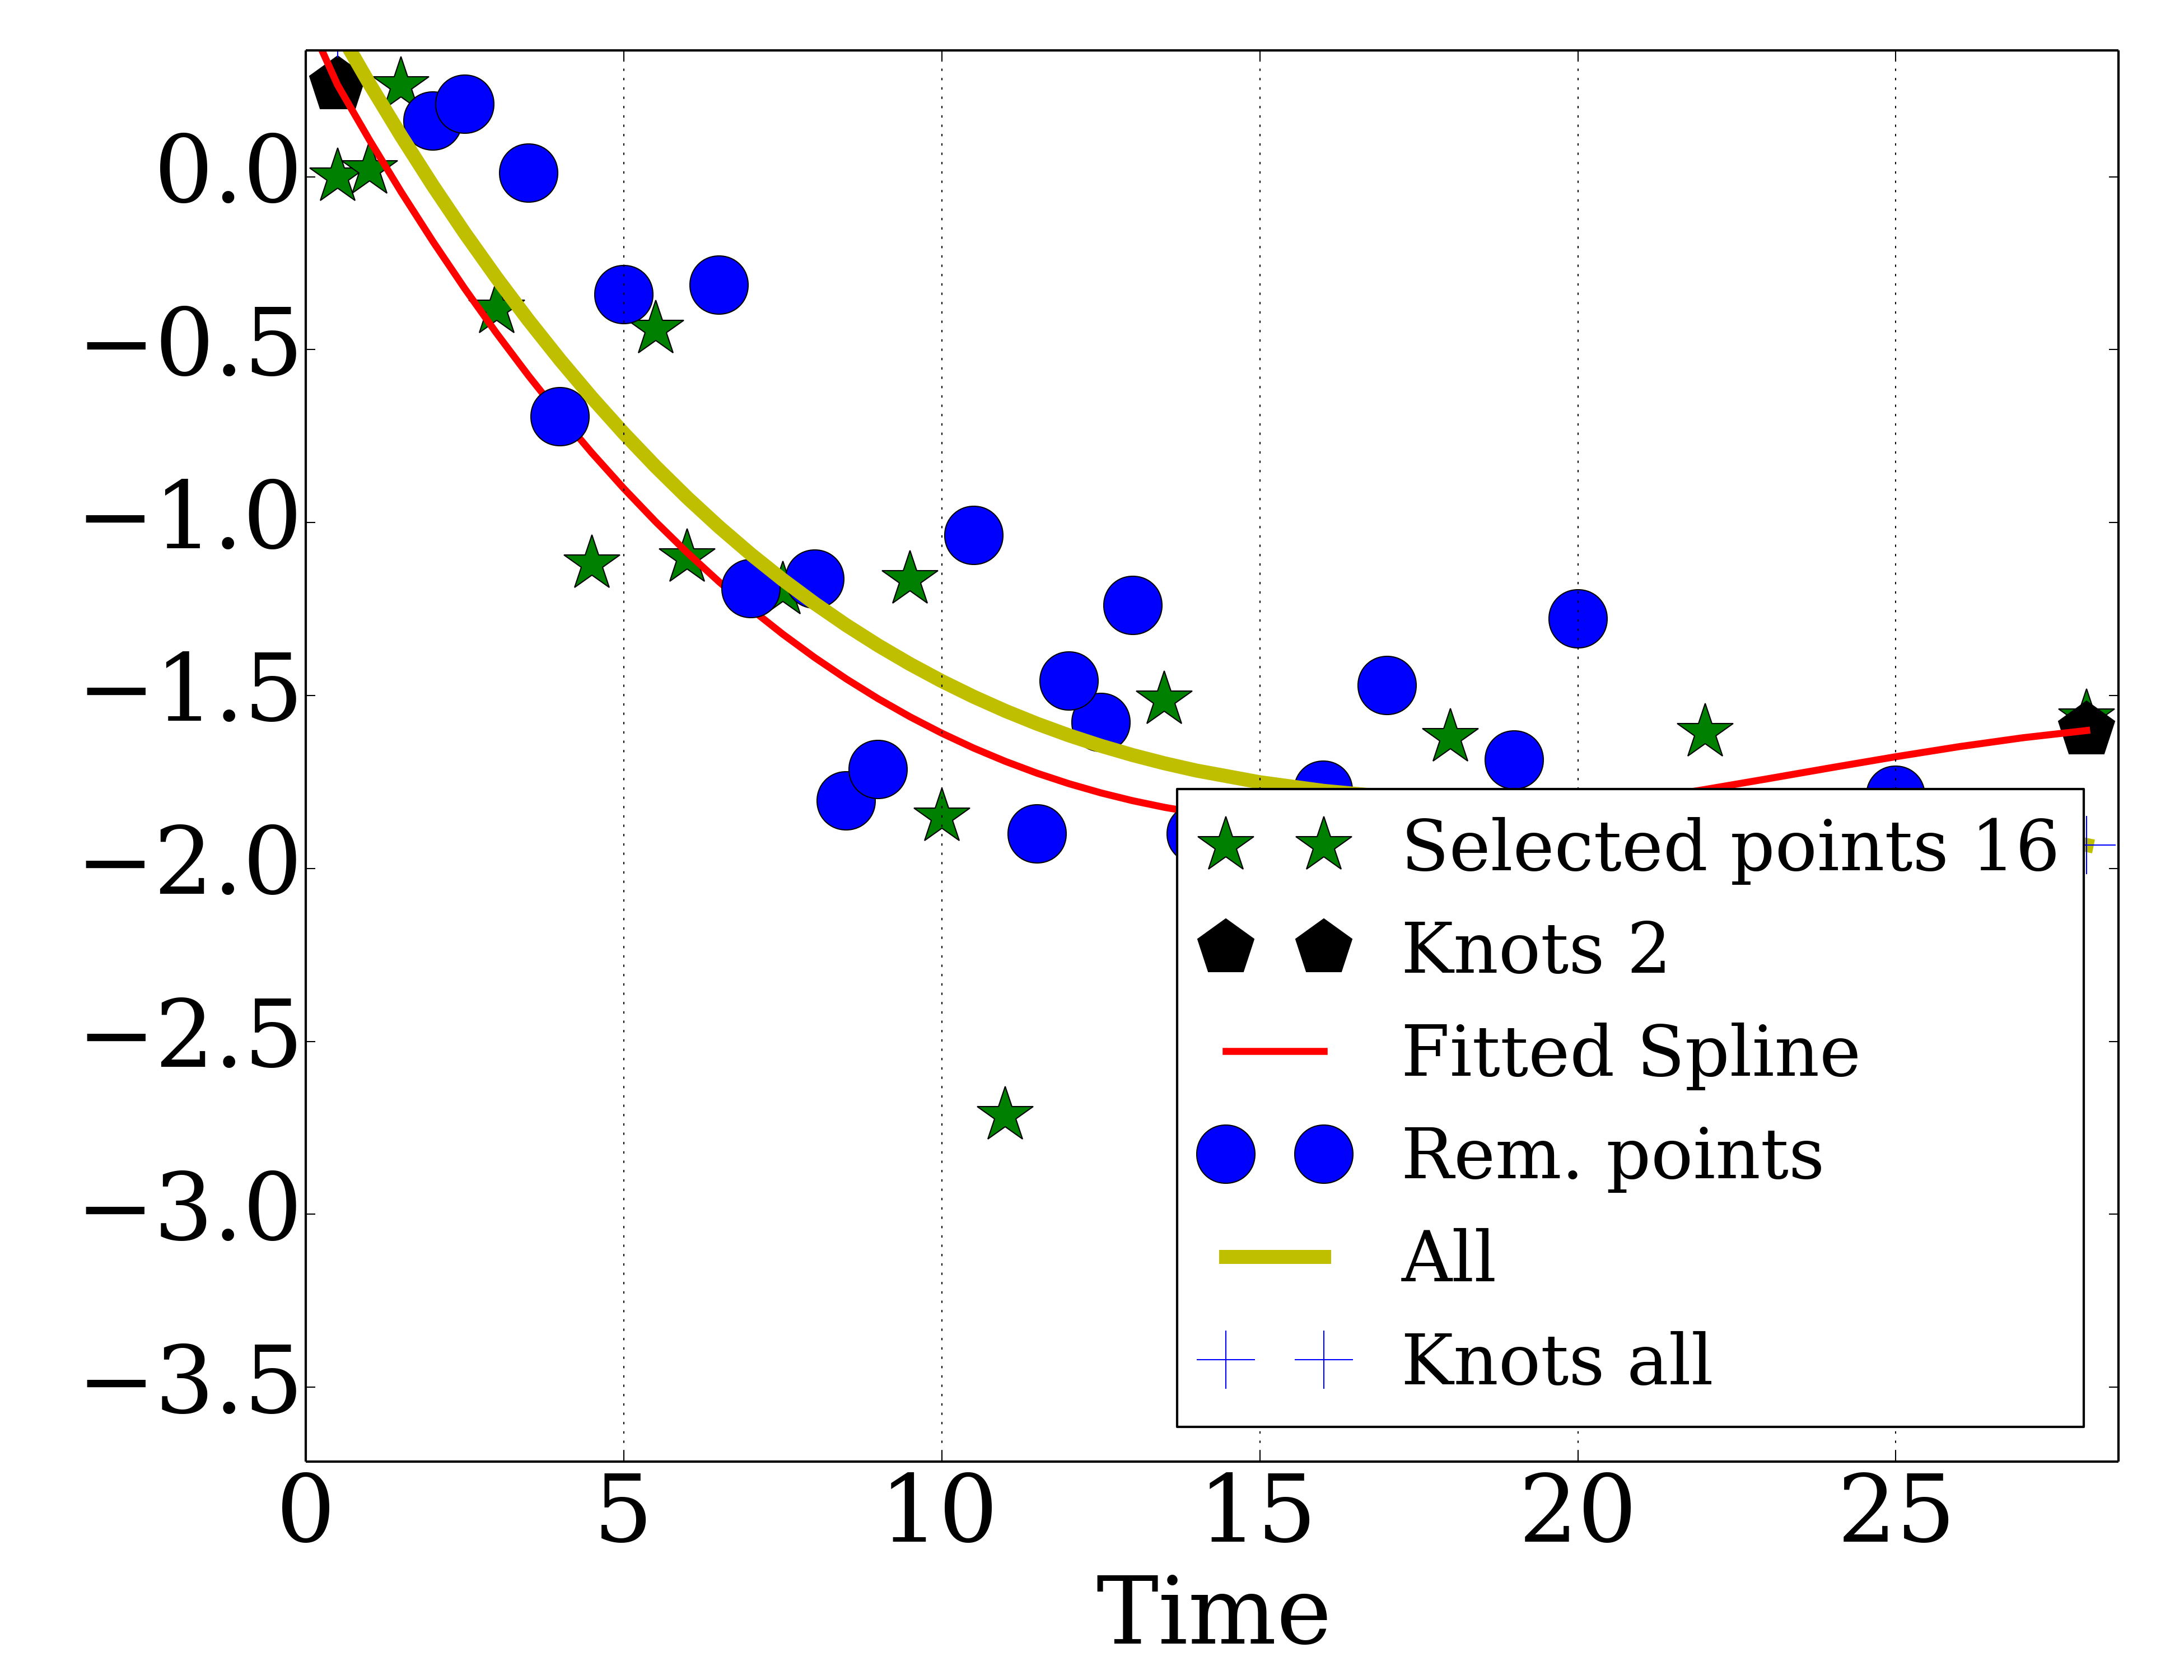 0.0
−0.5
−1.0
−1.5
−2.0
−2.5
−3.0
−3.5
Selected points 16
Knots 2
Fitted Spline
Rem. points
All
Knots all
0 5 10 15 20 25
Time